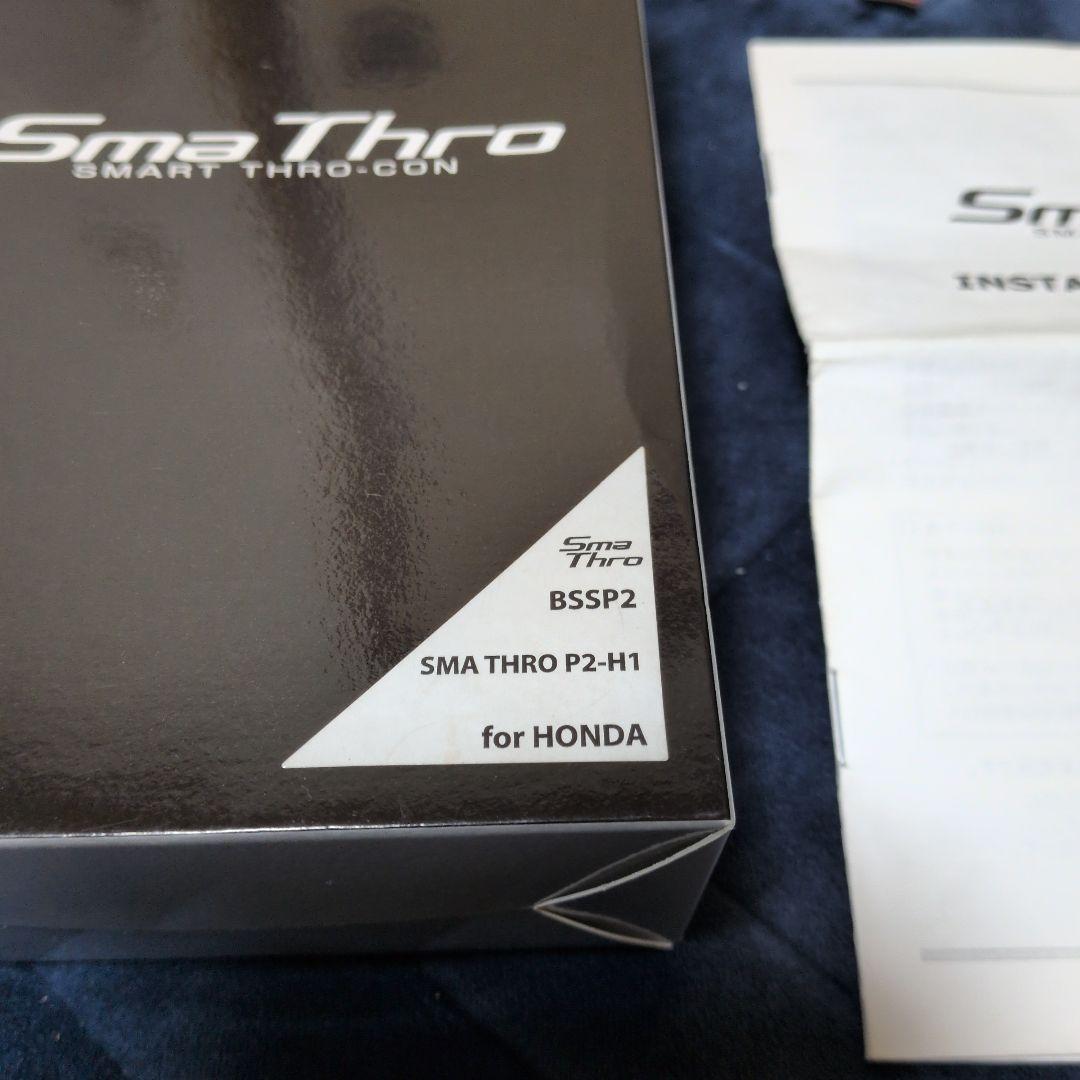 Sma Thro
SMART THRO-CON
Sma
Thro
BSSP2
SMA THRO P2-H1
for HONDA
Sm
INSTA